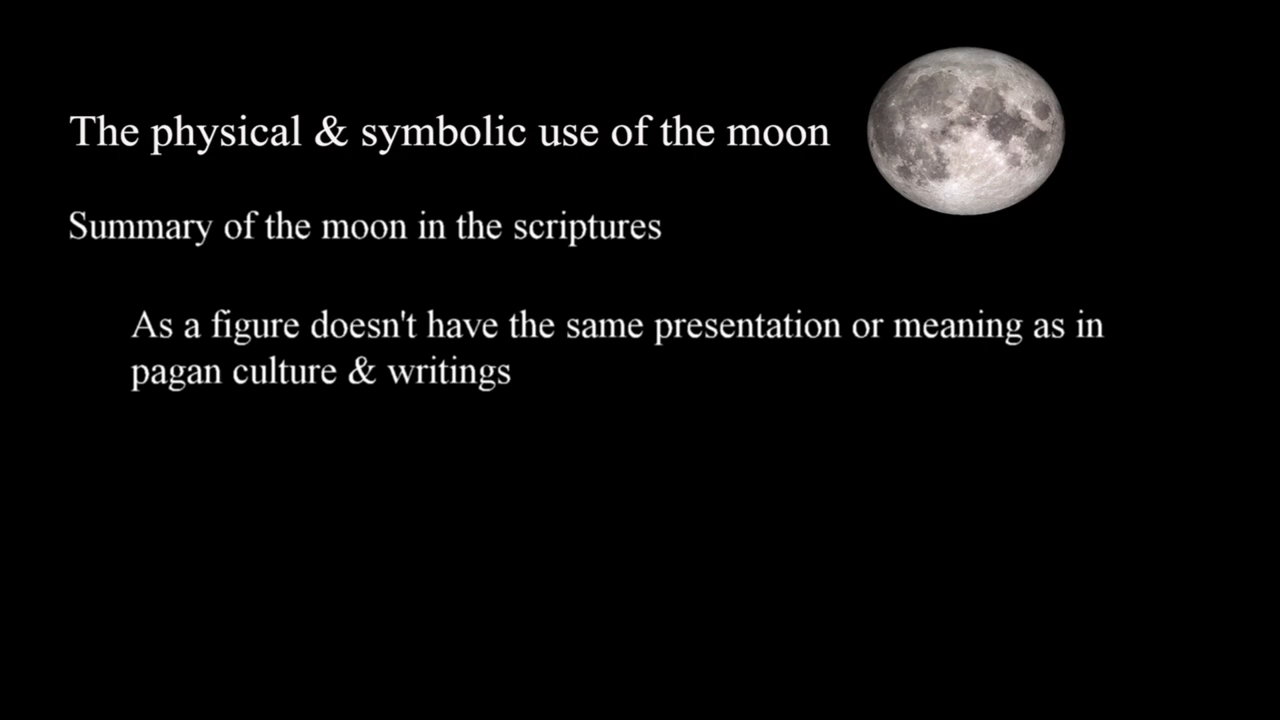 The physical & symbolic use of the moon
Summary of the moon in the scriptures
As a figure doesn't have the same presentation or meaning as in
pagan culture & writings